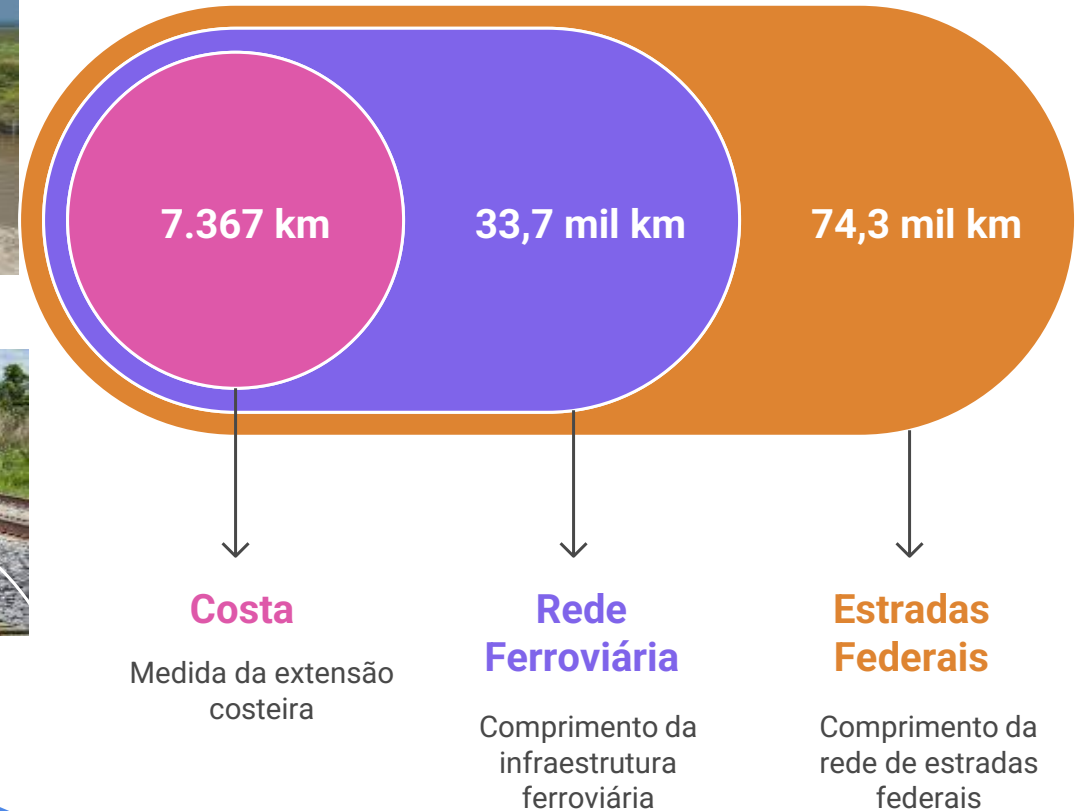 7.367 km
33,7 mil km
74,3 mil km
Costa
Medida da extensão
costeira
Rede
Ferroviária
Comprimento da
infraestrutura
ferroviária
Estradas
Federais
Comprimento da
rede de estradas
federais